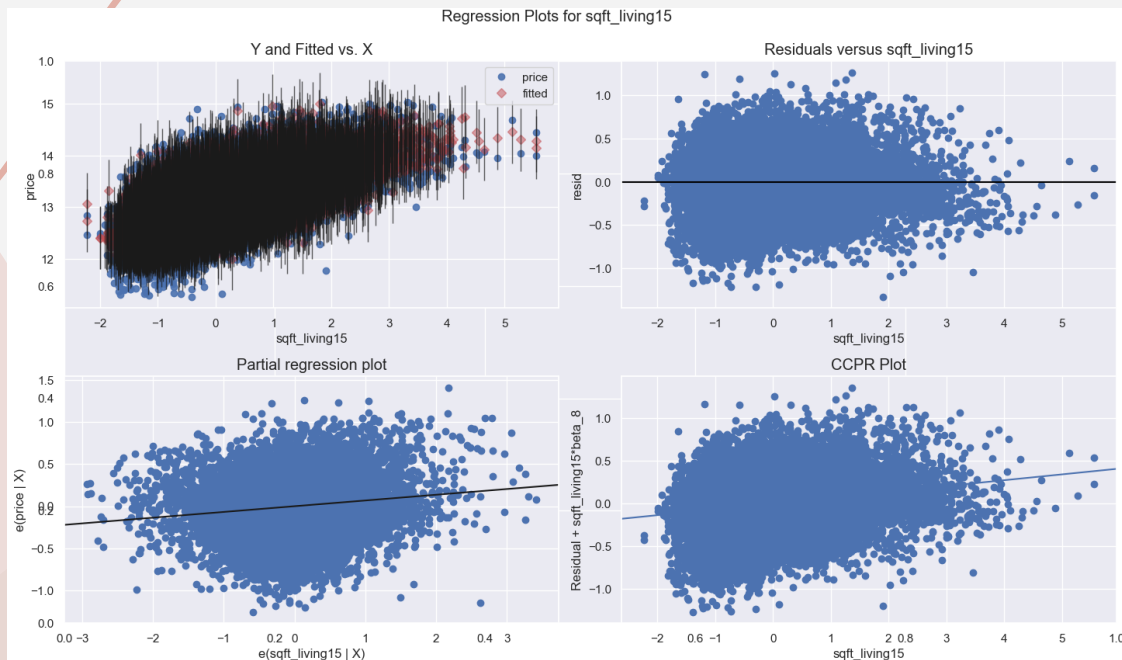 Regression Plots for sqft_living15
Y and Fitted vs. X
1.0
15
14
0.8
13
12
0.6
price
price
fitted
−2 −1 0 1 2 3 4 5
sqft_living15
Residuals versus sqft_living15
1.0
0.5
0.0
−0.5
−1.0
resid
−2 −1 0 1 2 3 4 5
sqft_living15
Partial regression plot
1.5
0.4
1.0
0.5
0.0
−0.5
−1.0
0.0
e(price | X)
0.0 −3 −2 −1 0.2 0 1 2 0.4 3
e(sqft_living15 | X)
CCPR Plot
1.0
0.5
0.0
−0.5
−1.0
Residual + sqft_living15*beta_8
−2 0.6 −1 0 1 2 0.8 3 4 5 1.0
sqft_living15